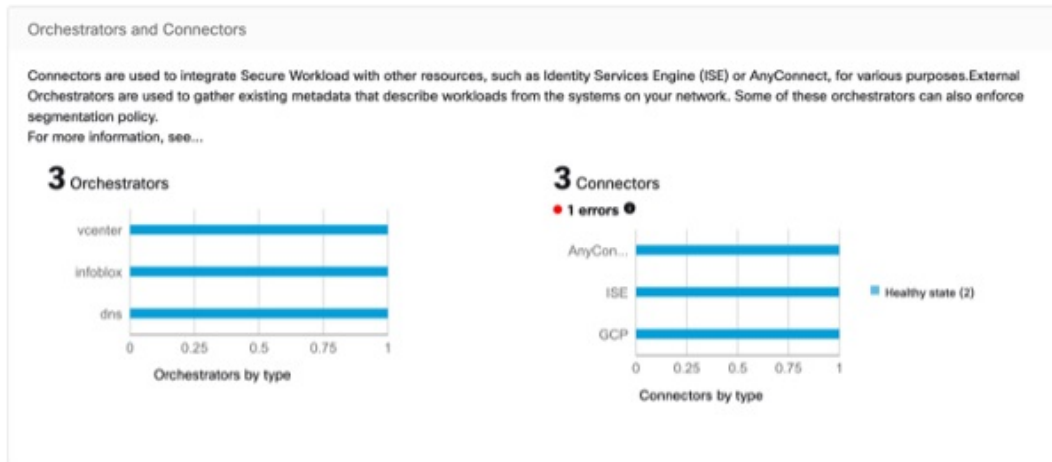 Orchestrators and Connectors
Connectors are used to integrate Secure Workload with other resources, such as Identity Services Engine (ISE) or AnyConnect, for various purposes.External
Orchestrators are used to gather existing metadata that describe workloads from the systems on your network. Some of these orchestrators can also enforce
segmentation policy.
For more information, see...
3 Orchestrators
vcenter
infoblox
dns
0 0.25 0.5 0.75 1
Orchestrators by type
3 Connectors
1 errors
AnyCon...
ISE
GCP
0 0.25 0.5 0.75 1
Connectors by type
Healthy state (2)